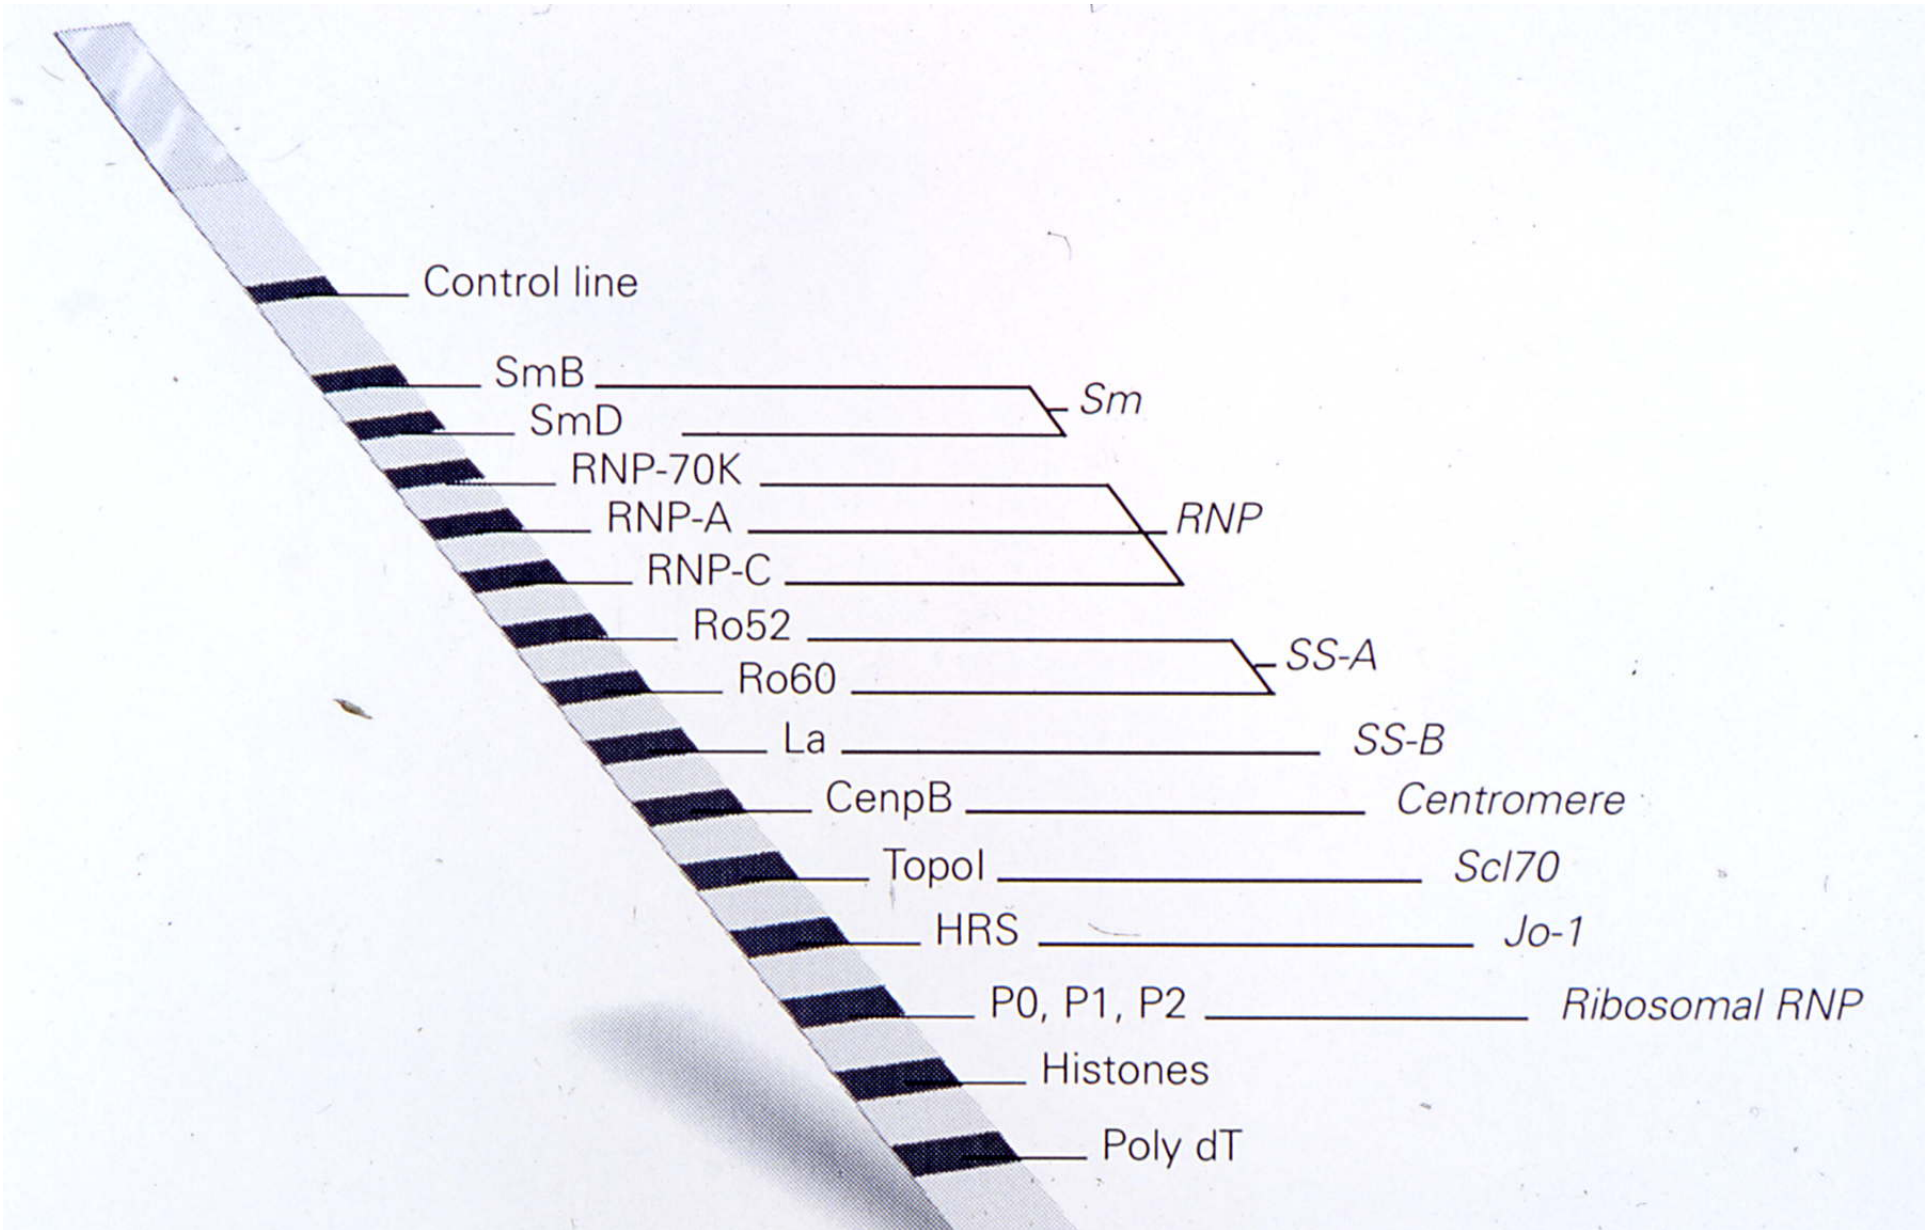 Control line
SmB Sm
SmD
RNP-70K
RNP-A RNP
RNP-C
Ro52 SS-A
Ro60
La SS-B
CenpB Centromere
TopoI Scl70
HRS Jo-1
P0, P1, P2 Ribosomal RNP
Histones
Poly dT